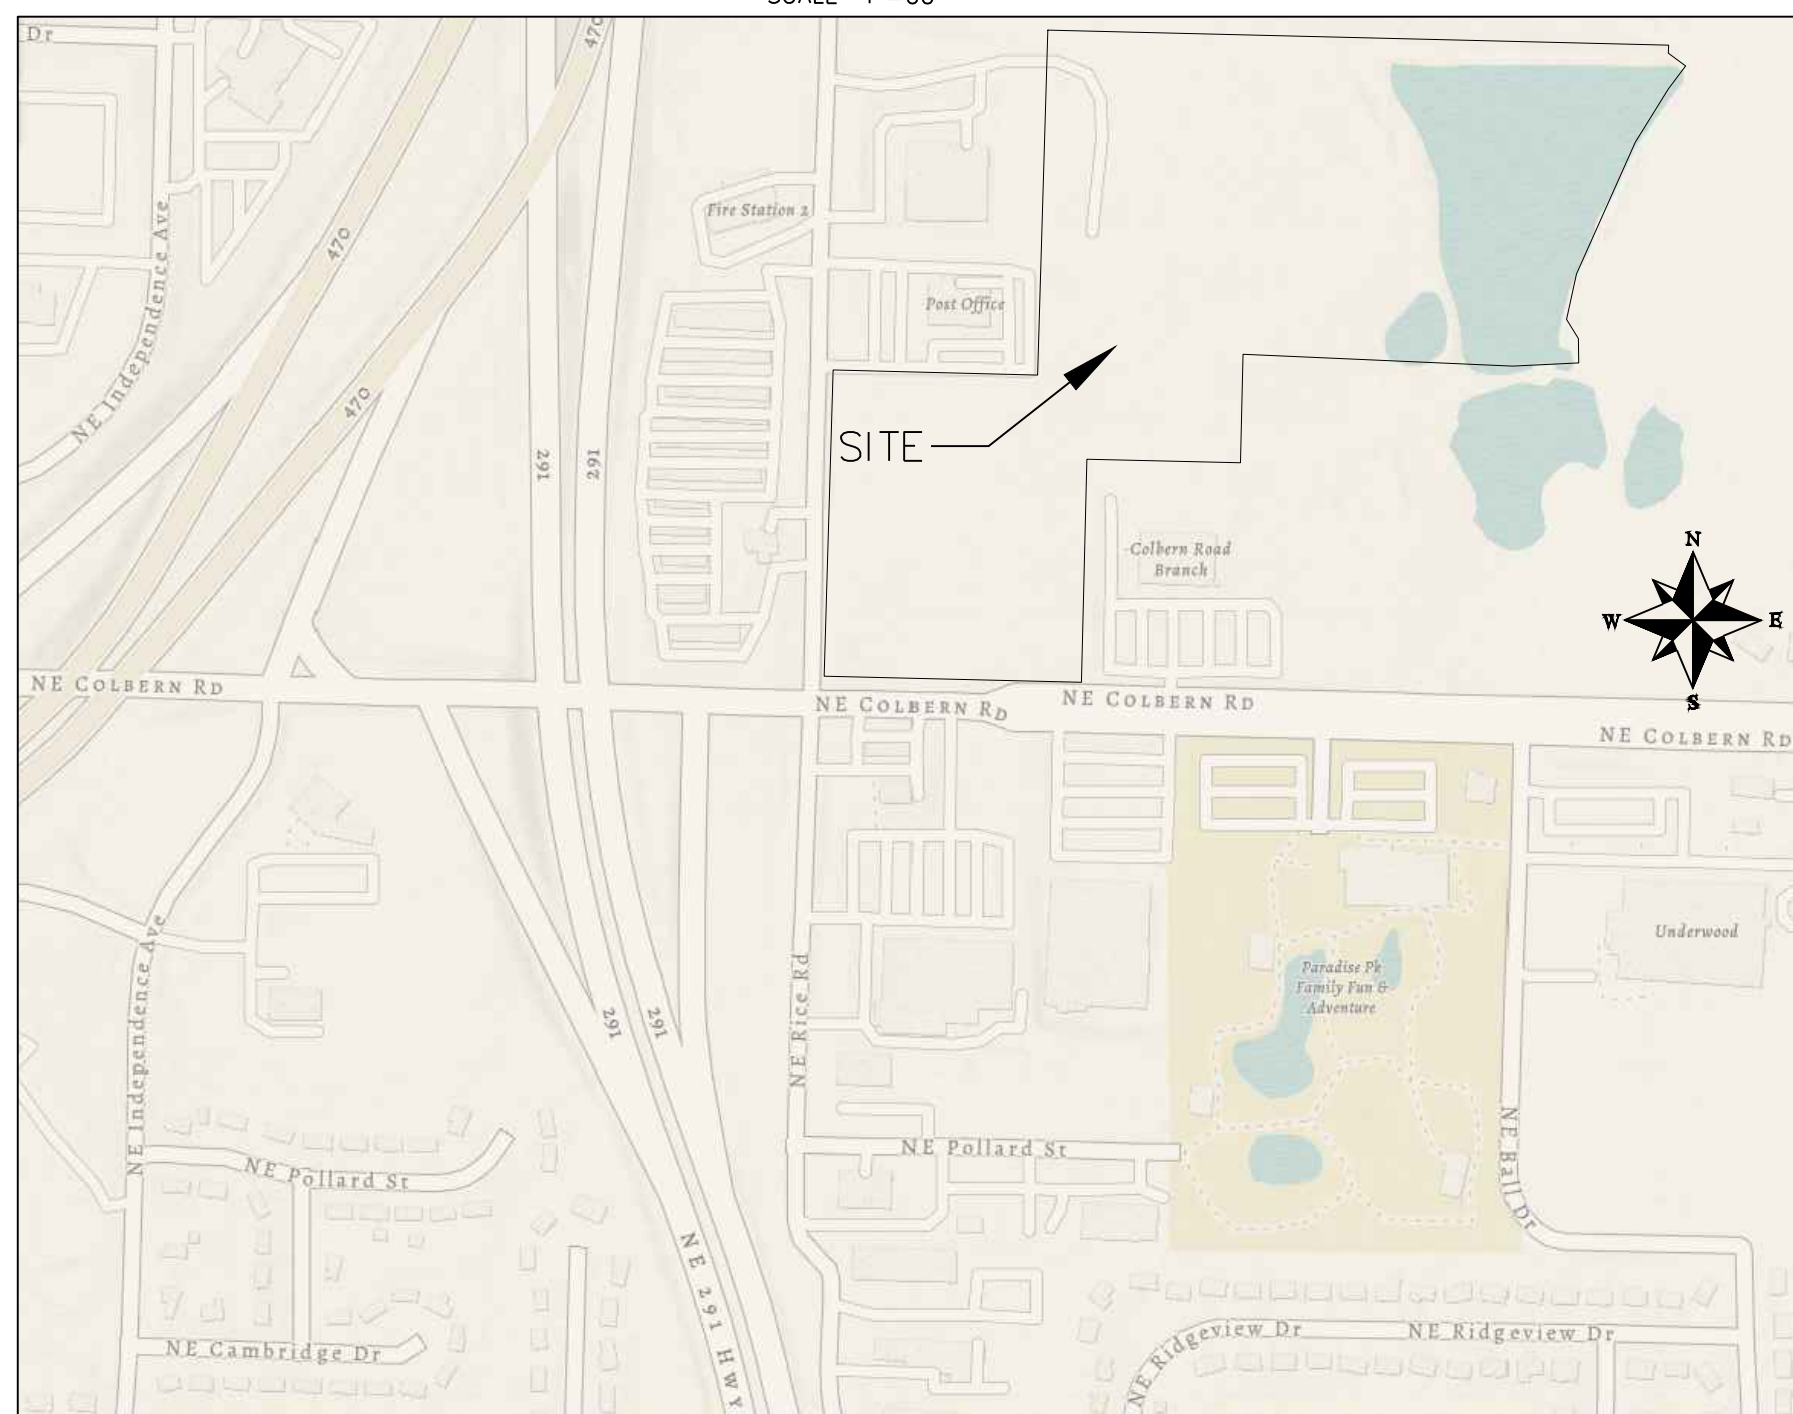 Dr
470
470
470
NE Independence Ave
Fire Station 2
Post Office
291
291
SITE
Colbern Road
Branch
N
W
E
S
NE COLBERN RD
NE COLBERN RD
NE COLBERN RD
NE COLBERN RD
NE Independence Ave
291
291
NE Rice Rd
Paradise Pk
Family Fun &
Adventure
Underwood
NE Pollard St
NE Pollard St
NE Ball Dr
NE 291 HWY
NE Cambridge Dr
NE Ridgeview Dr
NE Ridgeview Dr